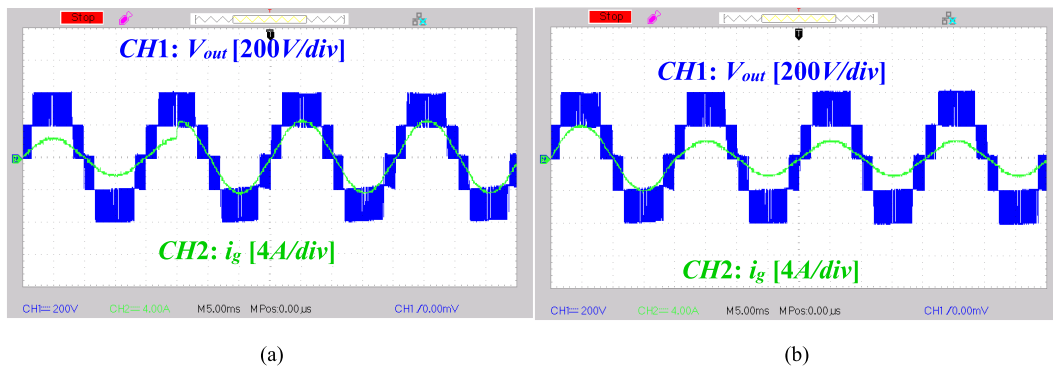 Stop
CH1: Vout [200V/div]
CH2: ig [4A/div]
CH1== 200V CH2== 4.00A M5.00ms M Pos:0.00μs CH1 /0.00mV
(a)
Stop
CH1: Vout [200V/div]
CH2: ig [4A/div]
CH1== 200V CH2== 4.00A M5.00ms M Pos:0.00μs CH1 /0.00mV
(b)